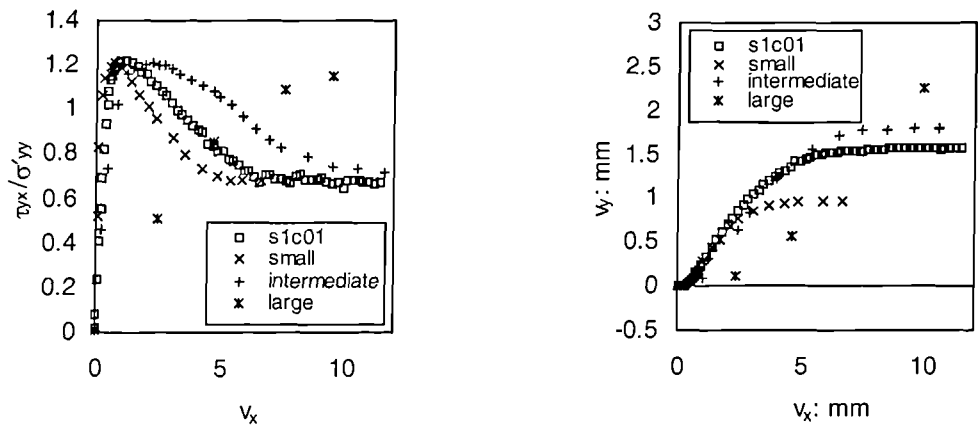 1.4
1.2
1
0.8
0.6
0.4
0.2
0
τyx/σ'yy
s1c01
small
intermediate
large
0 5 10
vx
3
2.5
2
1.5
1
0.5
0
-0.5
vy: mm
s1c01
small
intermediate
large
0 5 10
vx: mm